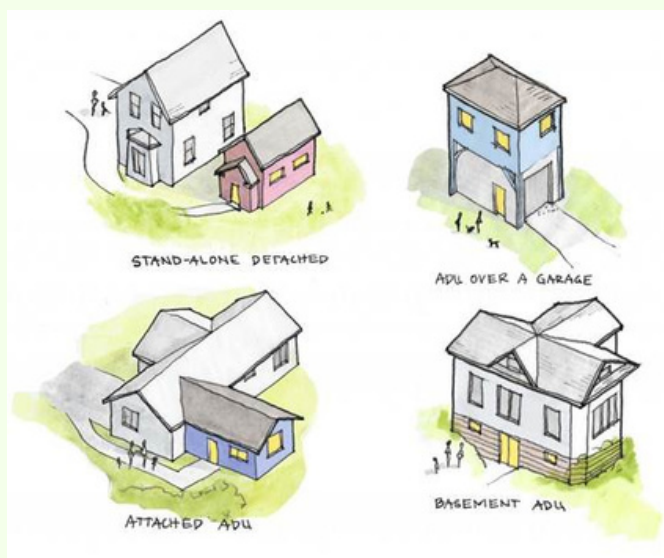 STAND-ALONE DETACHED
ADU OVER A GARAGE
ATTACHED ADU
BASEMENT ADU